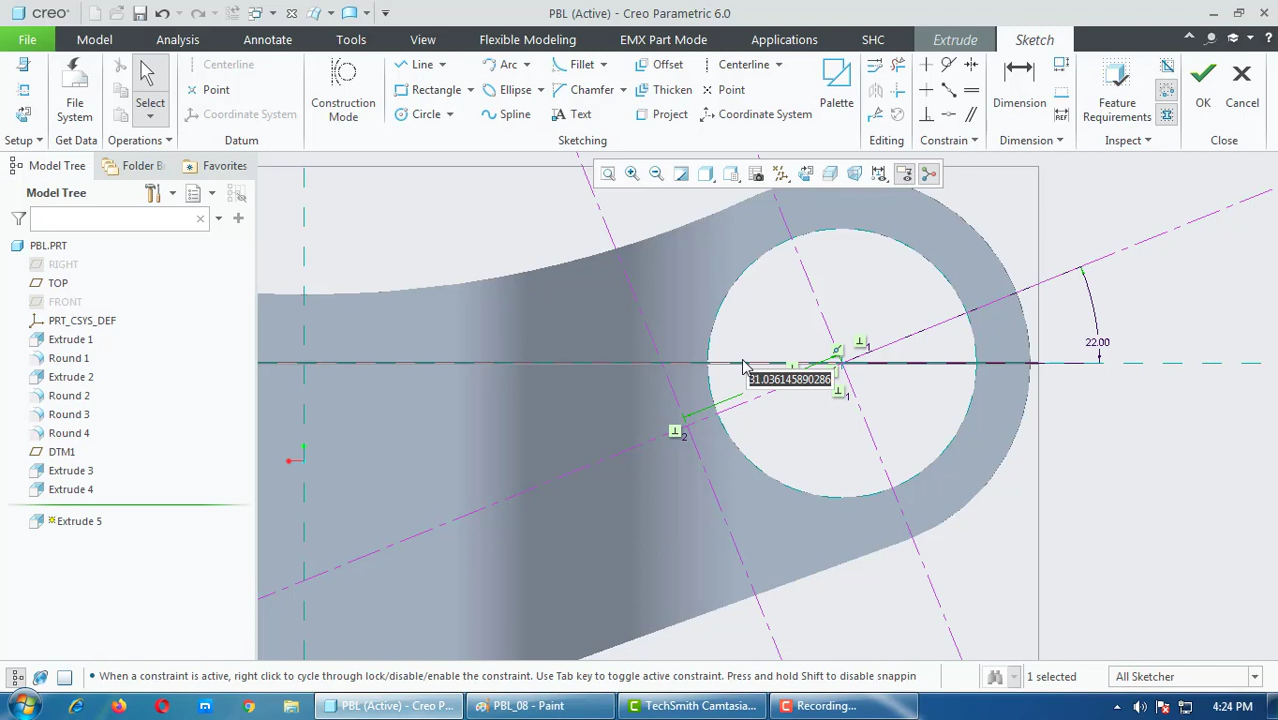 creo
PBL (Active) - Creo Parametric 6.0
File Model Analysis Annotate Tools View Flexible Modeling EMX Part Mode Applications SHC Extrude Sketch
Centerline Line Arc Fillet Offset Centerline
File System Select Point Construction Mode Rectangle Ellipse Chamfer Thicken Point Palette Dimension Feature Requirements OK Cancel
Coordinate System Circle Spline Text Project Coordinate System
Setup Get Data Operations Datum Sketching Editing Constrain Dimension Inspect Close
Model Tree Folder B Favorites
Model Tree
PBL.PRT
RIGHT
TOP
FRONT
PRT_CSYS_DEF
Extrude 1
Round 1
Extrude 2
Round 2
Round 3
Round 4
DTM1
Extrude 3
Extrude 4
Extrude 5
22.00
1
31.036145890286
1
2
When a constraint is active, right click to cycle through lock/disable/enable the constraint. Use Tab key to toggle active constraint. Press and hold Shift to disable snappin
1 selected
All Sketcher
PBL (Active) - Creo P...
PBL_08 - Paint
TechSmith Camtasia...
Recording...
4:24 PM